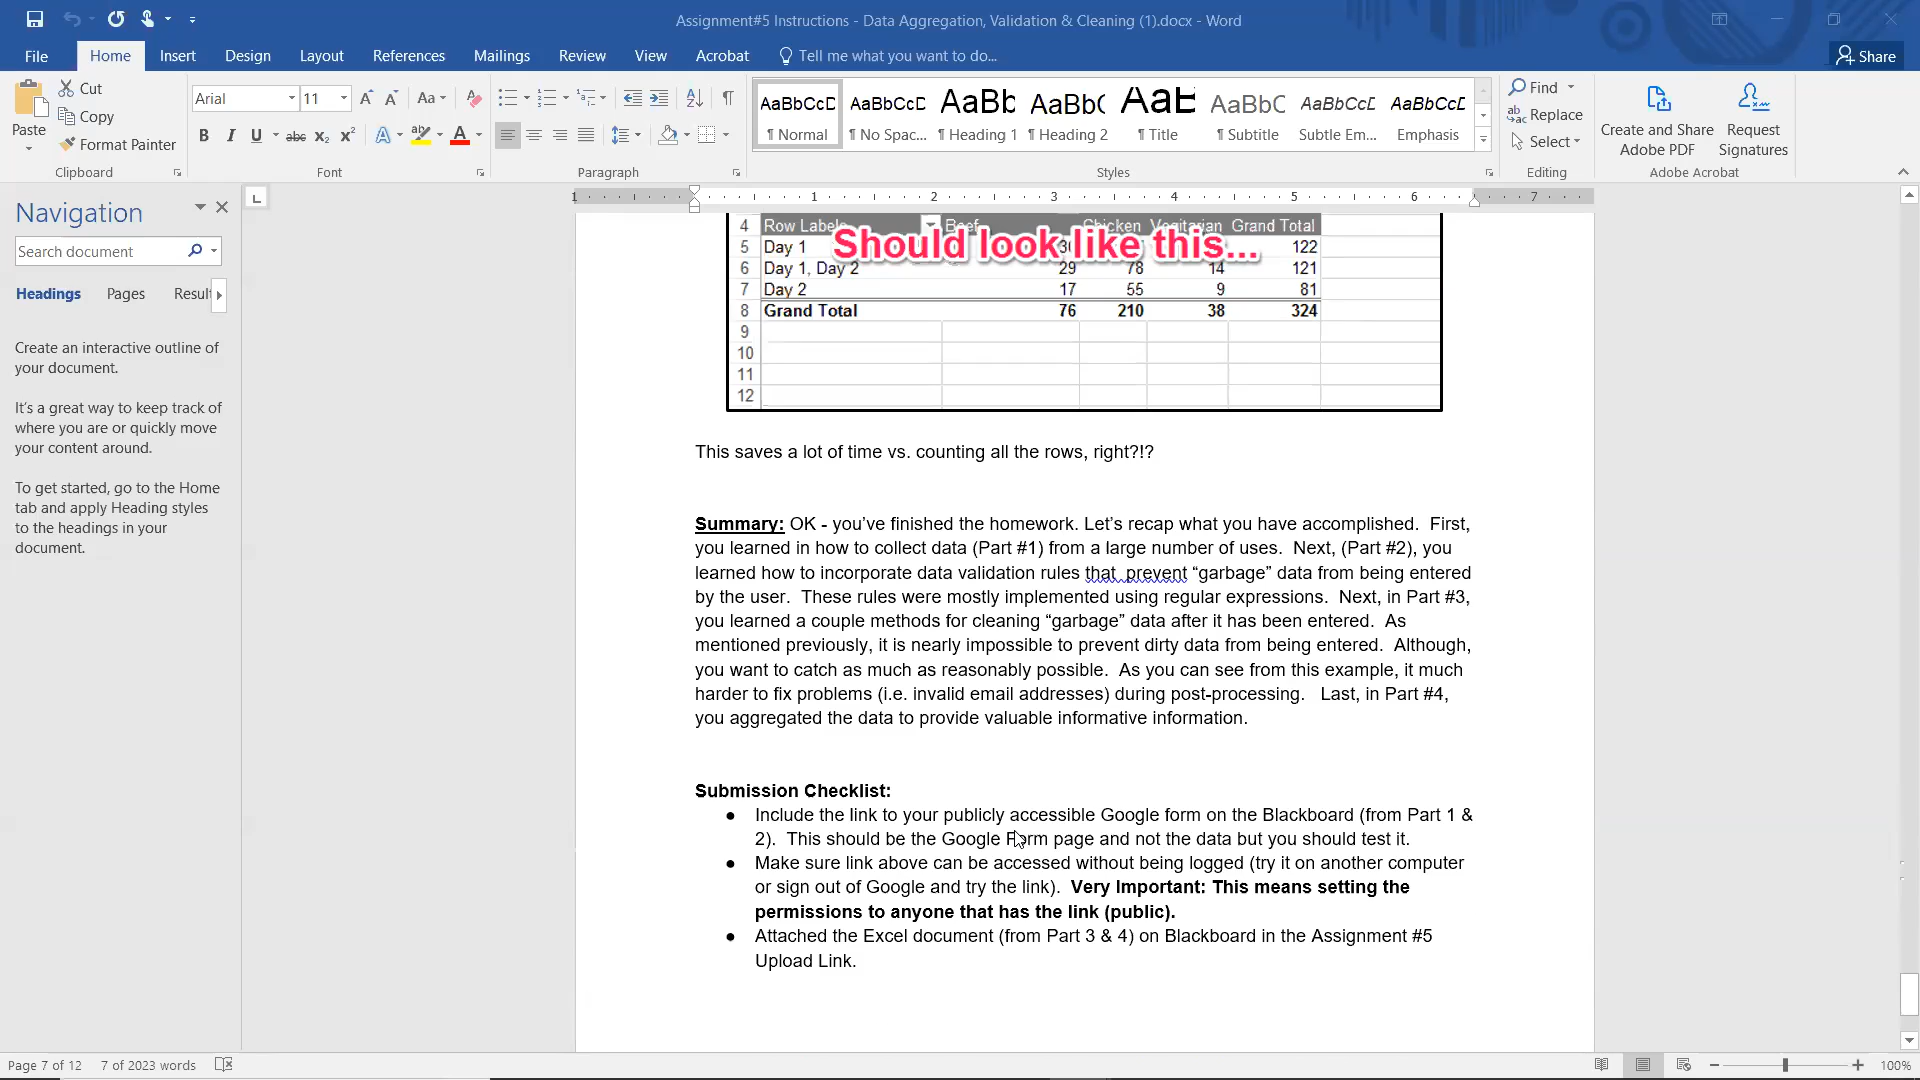 Assignment#5 Instructions - Data Aggregation, Validation & Cleaning (1).docx - Word
File Home Insert Design Layout References Mailings Review View Acrobat Tell me what you want to do... Share
Paste
Cut
Copy
Format Painter
Clipboard
Arial 11
Font
Paragraph
AaBbCcD AaBbCcD AaBb AaBb( AaB AaBbC AaBbCcD AaBbCcD
¶ Normal ¶ No Spac... ¶ Heading 1 ¶ Heading 2 ¶ Title ¶ Subtitle Subtle Em... Emphasis
Styles
Find
Replace
Select
Editing
Create and Share
Adobe PDF
Request
Signatures
Adobe Acrobat
Navigation
Search document
Headings Pages Result
Create an interactive outline of
your document.
It's a great way to keep track of
where you are or quickly move
your content around.
To get started, go to the Home
tab and apply Heading styles
to the headings in your
document.
1 1 2 3 4 5 6 7
4 Row Labels Beef Chicken Vegitarian Grand Total
Should look like this...
5 Day 1 122
6 Day 1, Day 2 29 78 14 121
7 Day 2 17 55 9 81
8 Grand Total 76 210 38 324
9
10
11
12
This saves a lot of time vs. counting all the rows, right?!?
Summary: OK - you've finished the homework. Let's recap what you have accomplished. First,
you learned in how to collect data (Part #1) from a large number of uses. Next, (Part #2), you
learned how to incorporate data validation rules that prevent “garbage” data from being entered
by the user. These rules were mostly implemented using regular expressions. Next, in Part #3,
you learned a couple methods for cleaning “garbage” data after it has been entered. As
mentioned previously, it is nearly impossible to prevent dirty data from being entered. Although,
you want to catch as much as reasonably possible. As you can see from this example, it much
harder to fix problems (i.e. invalid email addresses) during post-processing. Last, in Part #4,
you aggregated the data to provide valuable informative information.
Submission Checklist:
● Include the link to your publicly accessible Google form on the Blackboard (from Part 1 &
2). This should be the Google Form page and not the data but you should test it.
● Make sure link above can be accessed without being logged (try it on another computer
or sign out of Google and try the link). Very Important: This means setting the
permissions to anyone that has the link (public).
● Attached the Excel document (from Part 3 & 4) on Blackboard in the Assignment #5
Upload Link.
Page 7 of 12 7 of 2023 words 100%